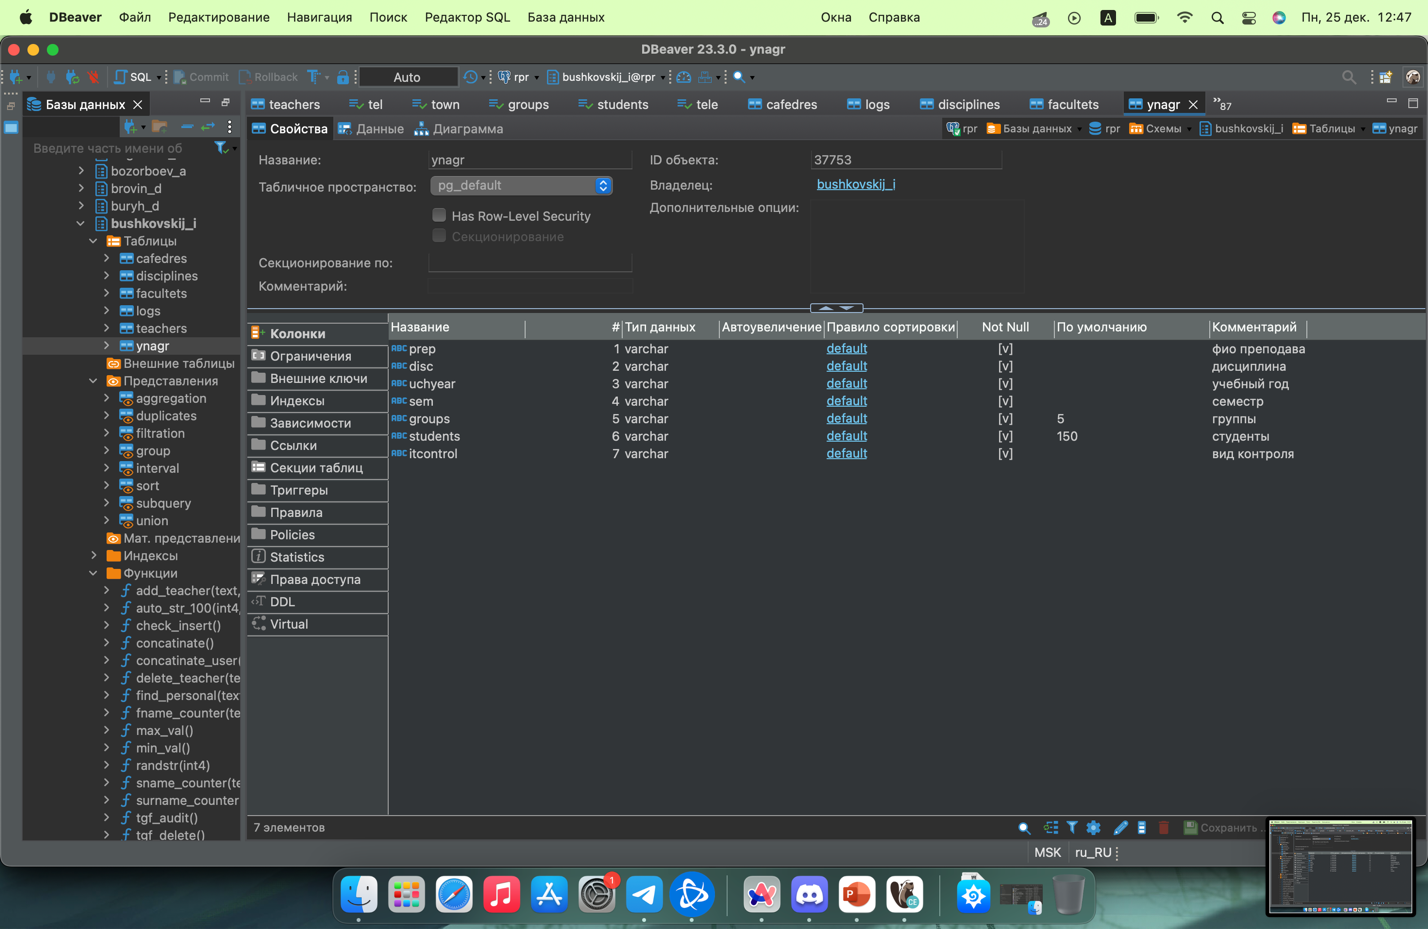 DBeaver Файл Редактирование Навигация Поиск Редактор SQL База данных Окна Справка .24 A Пн, 25 дек. 12:47
DBeaver 23.3.0 - ynagr
SQL Commit Rollback T Auto rpr bushkovskij_i@rpr
Базы данных
teachers tel town groups students tele cafedres logs disciplines facultets ynagr »87
Свойства Данные Диаграмма
rpr Базы данных rpr Схемы bushkovskij_i Таблицы ynagr
Введите часть имени об
bozorboev_a
brovin_d
buryh_d
bushkovskij_i
Таблицы
cafedres
disciplines
facultets
logs
teachers
ynagr
Внешние таблицы
Представления
aggregation
duplicates
filtration
group
interval
sort
subquery
union
Мат. представлени
Индексы
Функции
add_teacher(text,
auto_str_100(int4,
check_insert()
concatinate()
concatinate_user(
delete_teacher(te
find_personal(tex
fname_counter(te
max_val()
min_val()
randstr(int4)
sname_counter(te
surname_counter
tgf_audit()
tgf_delete()
Название: ynagr
Табличное пространство: pg_default
Has Row-Level Security
Секционирование
Секционирование по:
Комментарий:
ID объекта: 37753
Владелец: bushkovskij_i
Дополнительные опции:
Колонки
Ограничения
Внешние ключи
Индексы
Зависимости
Ссылки
Секции таблиц
Триггеры
Правила
Policies
Statistics
Права доступа
DDL
Virtual
Название # Тип данных Автоувеличение Правило сортировки Not Null По умолчанию Комментарий
ABC prep 1 varchar default [v] фио преподава
ABC disc 2 varchar default [v] дисциплина
ABC uchyear 3 varchar default [v] учебный год
ABC sem 4 varchar default [v] семестр
ABC groups 5 varchar default [v] 5 группы
ABC students 6 varchar default [v] 150 студенты
ABC itcontrol 7 varchar default [v] вид контроля
7 элементов
Сохранить ...
MSK ru_RU
1
P
CE
W